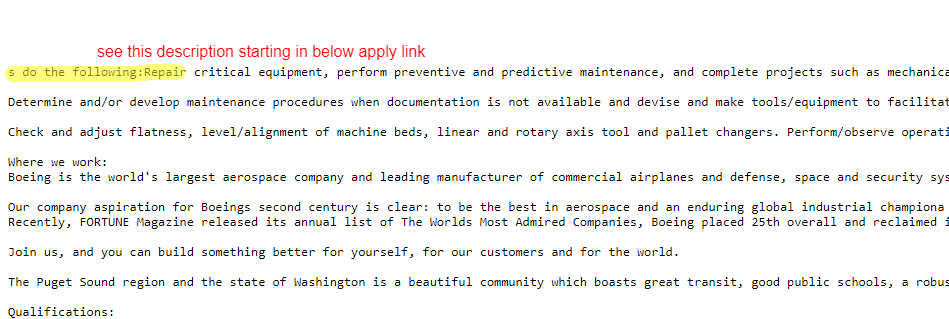 see this description starting in below apply link
s do the following:Repair critical equipment, perform preventive and predictive maintenance, and complete projects such as mechanica
Determine and/or develop maintenance procedures when documentation is not available and devise and make tools/equipment to facilitat
Check and adjust flatness, level/alignment of machine beds, linear and rotary axis tool and pallet changers. Perform/observe operati
Where we work:
Boeing is the world's largest aerospace company and leading manufacturer of commercial airplanes and defense, space and security sys
Our company aspiration for Boeings second century is clear: to be the best in aerospace and an enduring global industrial championa
Recently, FORTUNE Magazine released its annual list of The Worlds Most Admired Companies, Boeing placed 25th overall and reclaimed i
Join us, and you can build something better for yourself, for our customers and for the world.
The Puget Sound region and the state of Washington is a beautiful community which boasts great transit, good public schools, a robus
Qualifications: